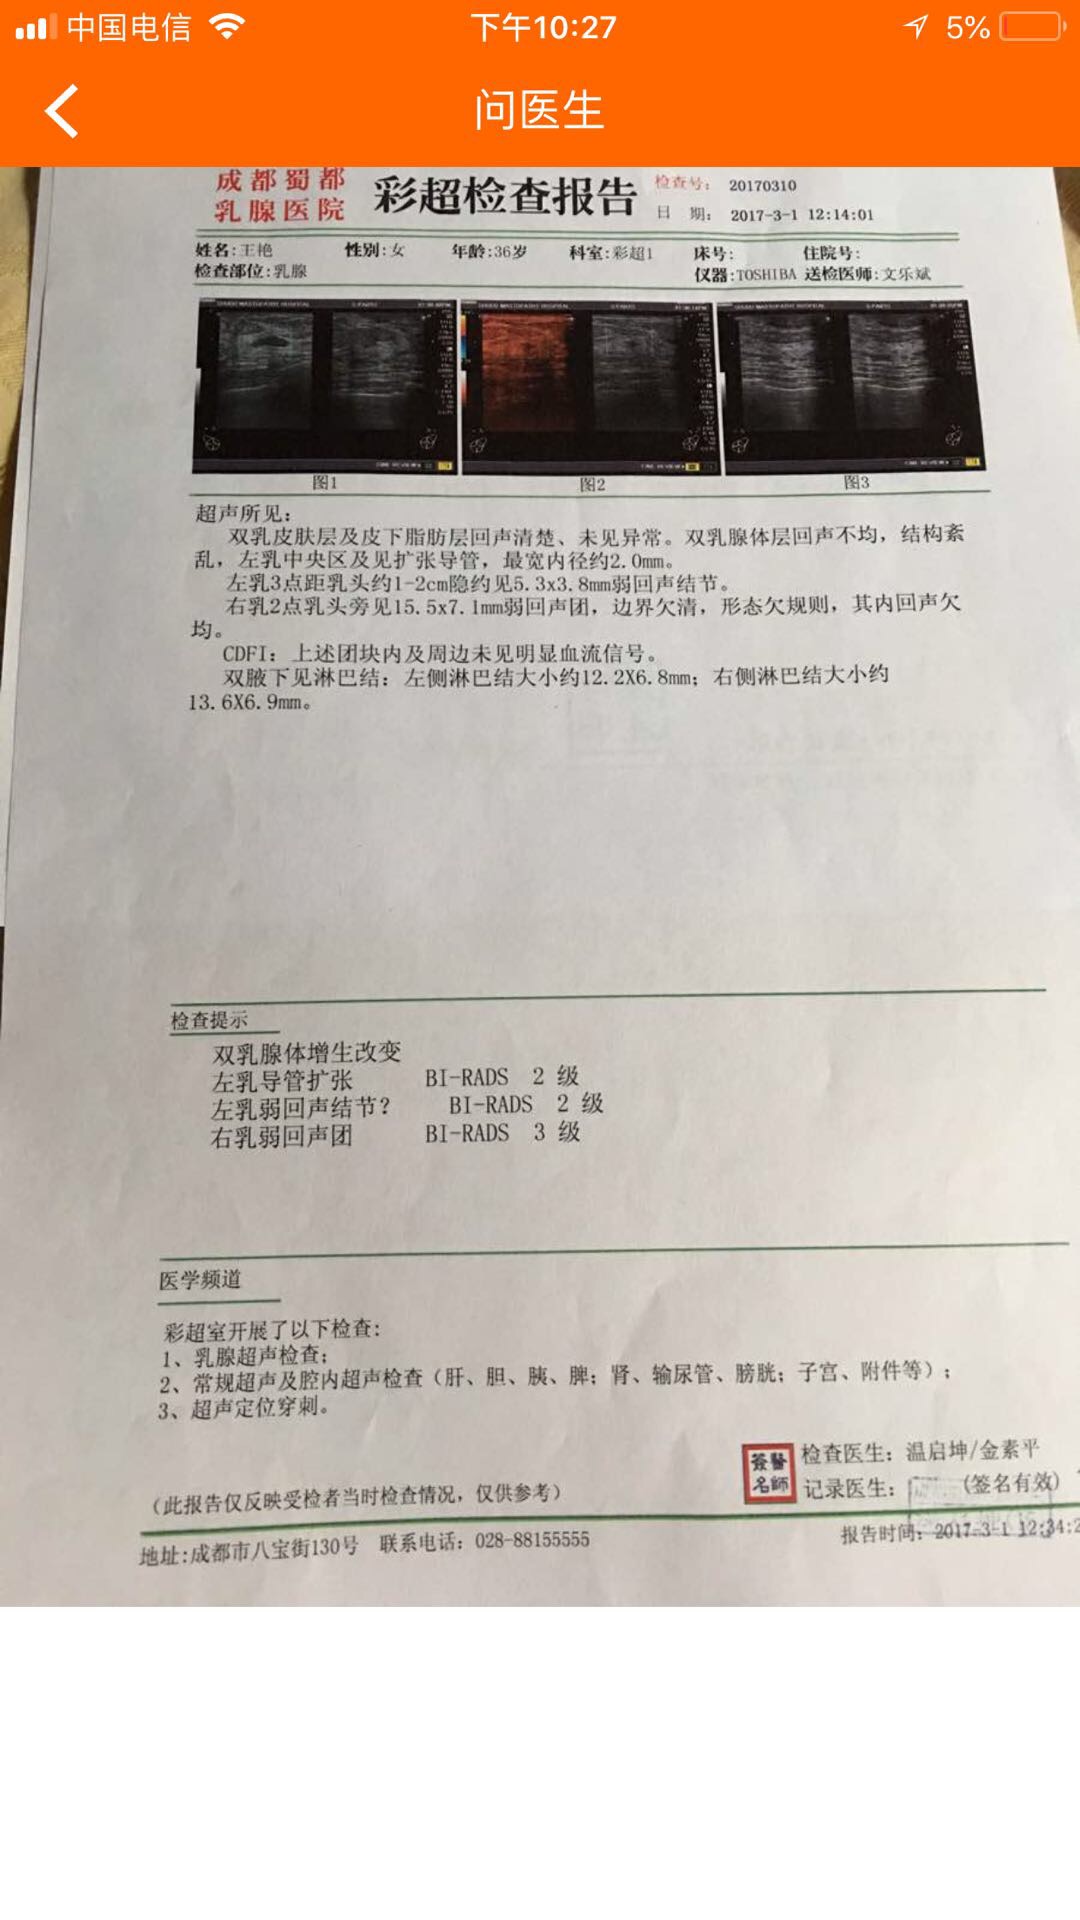 中国电信
下午10:27
5%
问医生
成都蜀都
乳腺医院
彩超检查报告
检查号： 20170310
日 期： 2017-3-1 12:14:01
姓名:王艳 性别:女 年龄:36岁 科室:彩超1 床号: 住院号:
检查部位:乳腺 仪器:TOSHIBA 送检医师:文乐斌
图1 图2 图3
超声所见：
双乳皮肤层及皮下脂肪层回声清楚、未见异常。双乳腺体层回声不均，结构紊
乱，左乳中央区及见扩张导管，最宽内径约2.0mm。
左乳3点距乳头约1-2cm隐约见5.3x3.8mm弱回声结节。
右乳2点乳头旁见15.5x7.1mm弱回声团，边界欠清，形态欠规则，其内回声欠
均。
CDFI：上述团块内及周边未见明显血流信号。
双腋下见淋巴结：左侧淋巴结大小约12.2X6.8mm；右侧淋巴结大小约
13.6X6.9mm。
检查提示
双乳腺体增生改变
左乳导管扩张 BI-RADS 2 级
左乳弱回声结节？ BI-RADS 2 级
右乳弱回声团 BI-RADS 3 级
医学频道
彩超室开展了以下检查:
1、乳腺超声检查；
2、常规超声及腔内超声检查（肝、胆、胰、脾；肾、输尿管、膀胱；子宫、附件等）；
3、超声定位穿刺。
签医
名师
检查医生：温启坤/金素平
记录医生： (签名有效)
（此报告仅反映受检者当时检查情况，仅供参考）
报告时间：2017-3-1 12:34:2
地址:成都市八宝街130号 联系电话：028-88155555